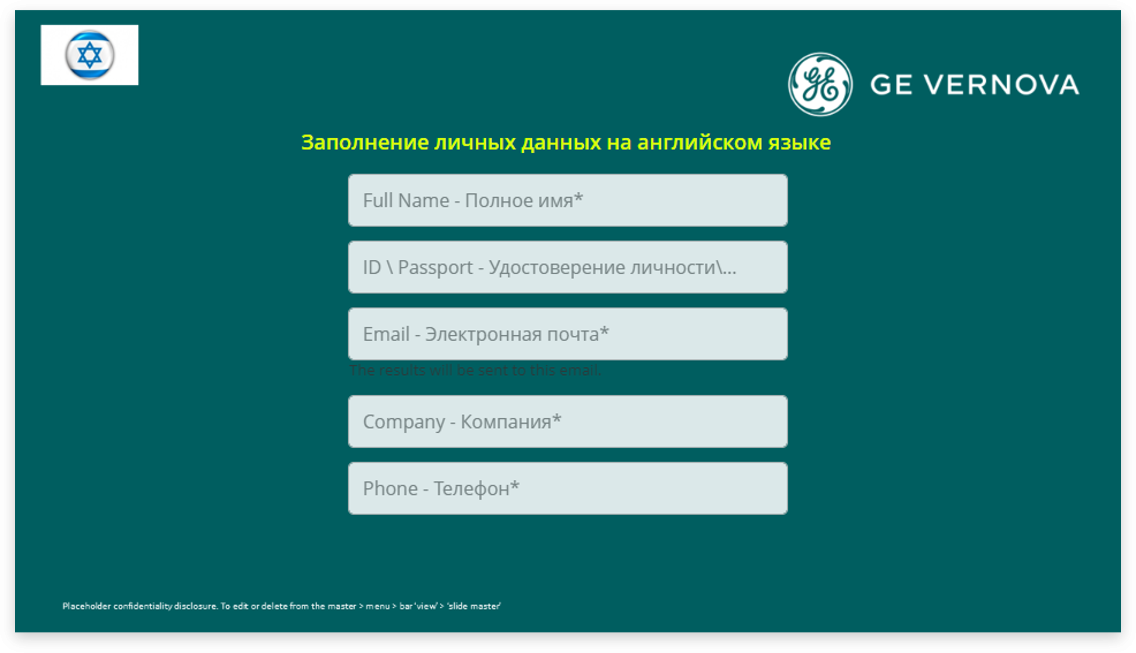 GE VERNOVA
Заполнение личных данных на английском языке
Full Name - Полное имя*
ID \ Passport - Удостоверение личности\...
Email - Электронная почта*
The results will be sent to this email.
Company - Компания*
Phone - Телефон*
Placeholder confidentiality disclosure. To edit or delete from the master > menu > bar 'view' > 'slide master'